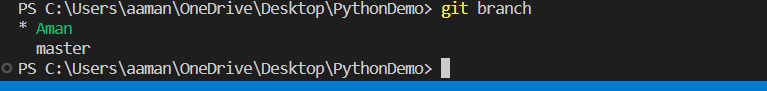 PS C:\Users\aaman\OneDrive\Desktop\PythonDemo> git branch
* Aman
  master
PS C:\Users\aaman\OneDrive\Desktop\PythonDemo>